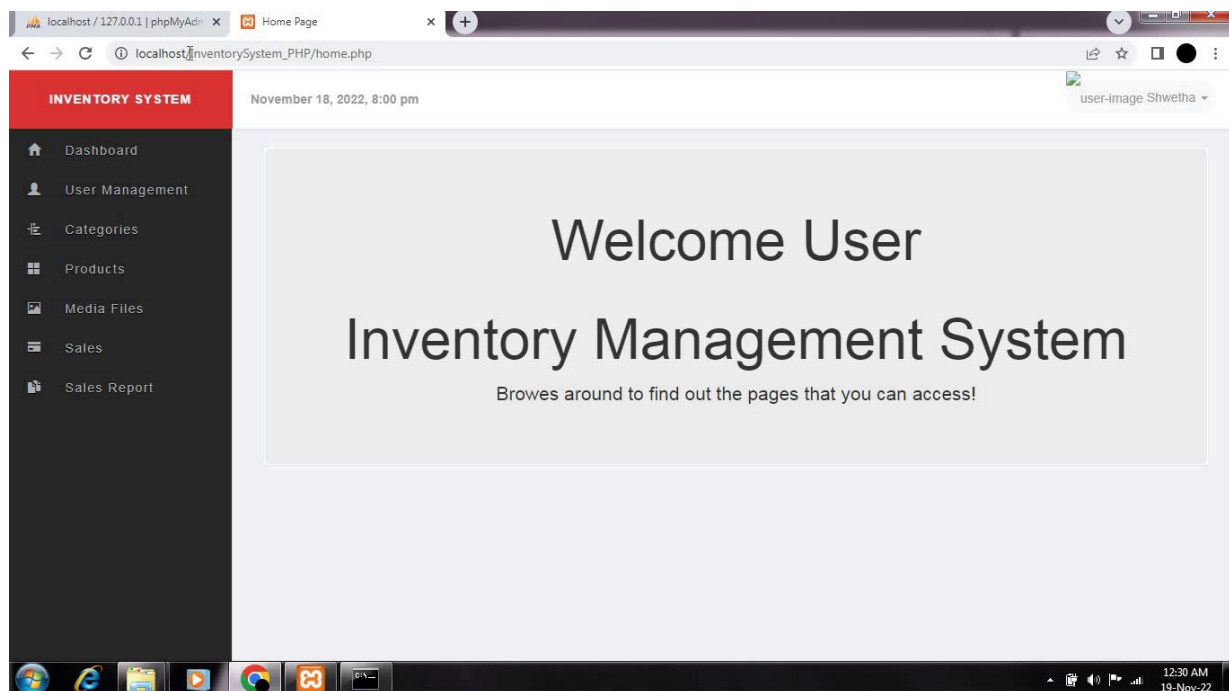 localhost / 127.0.0.1 | phpMyAdn
Home Page
localhost/InventorySystem_PHP/home.php
INVENTORY SYSTEM
November 18, 2022, 8:00 pm
user-image Shwetha
Dashboard
User Management
Categories
Products
Media Files
Sales
Sales Report
Welcome User
Inventory Management System
Browes around to find out the pages that you can access!
12:30 AM
19-Nov-22